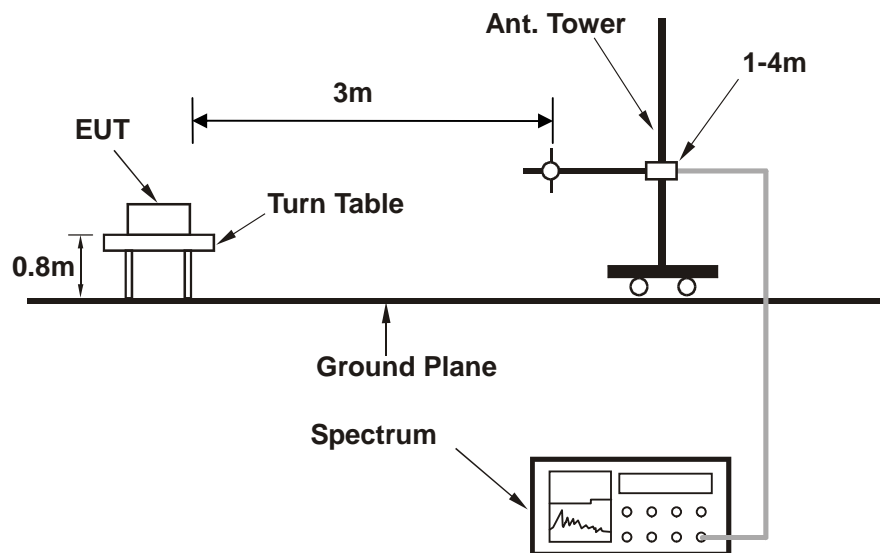 Ant. Tower
1-4m
3m
EUT
Turn Table
0.8m
Ground Plane
Spectrum